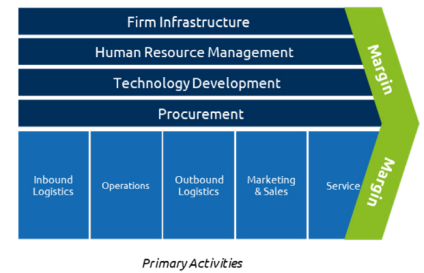 Firm Infrastructure
Human Resource Management
Technology Development
Procurement
Margin
Inbound
Logistics
Operations
Outbound
Logistics
Marketing
& Sales
Service
Margin
Primary Activities